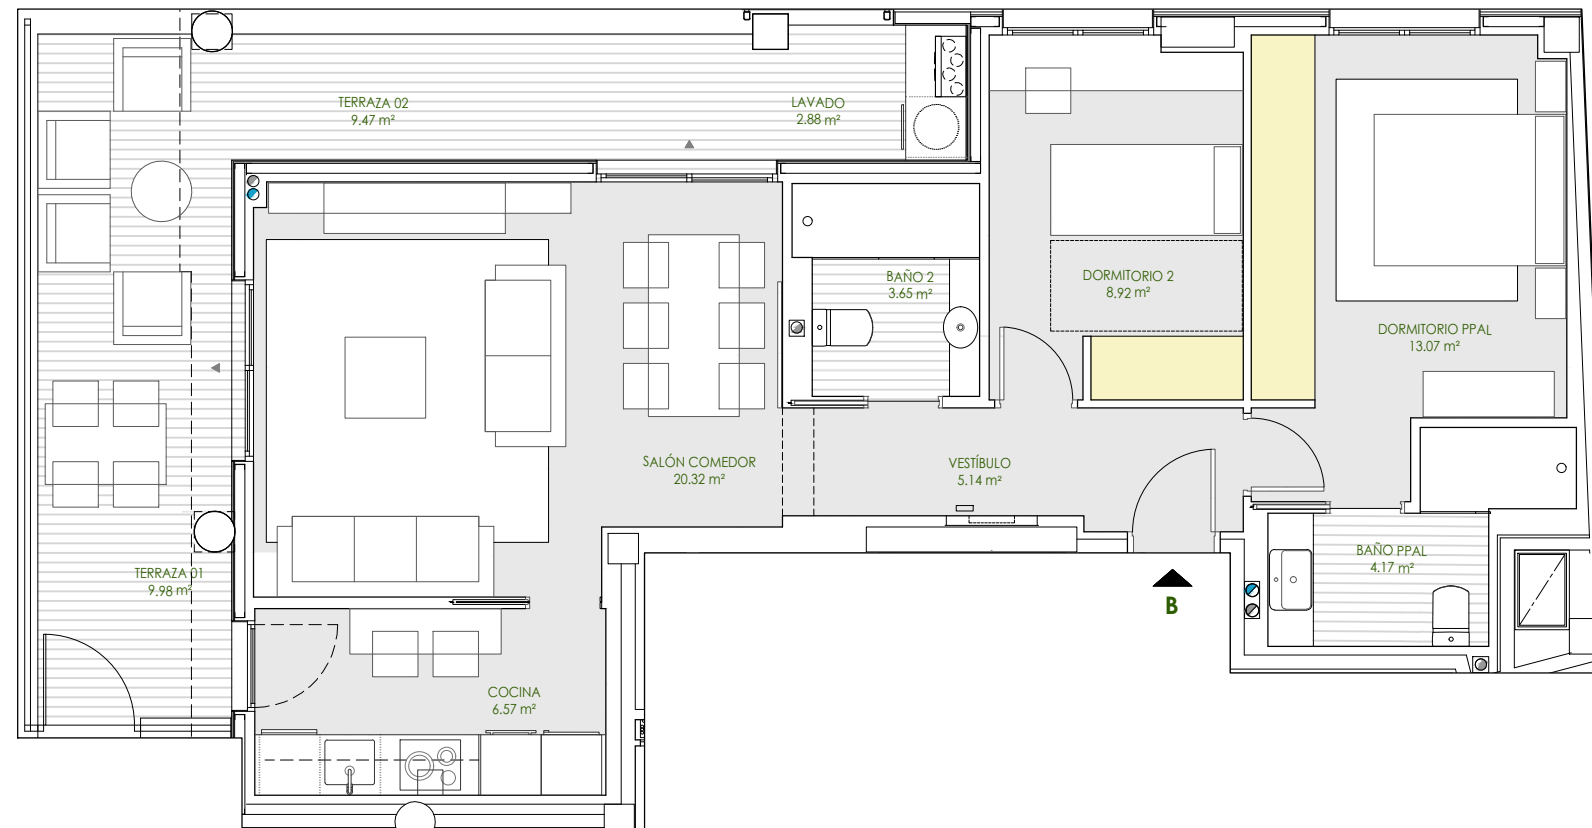 TERRAZA 02
9.47 m²
LAVADO
2.88 m²
BAÑO 2
3.65 m²
DORMITORIO 2
8.92 m²
DORMITORIO PPAL
13.07 m²
SALÓN COMEDOR
20.32 m²
VESTÍBULO
5.14 m²
BAÑO PPAL
4.17 m²
TERRAZA 01
9.98 m²
B
COCINA
6.57 m²